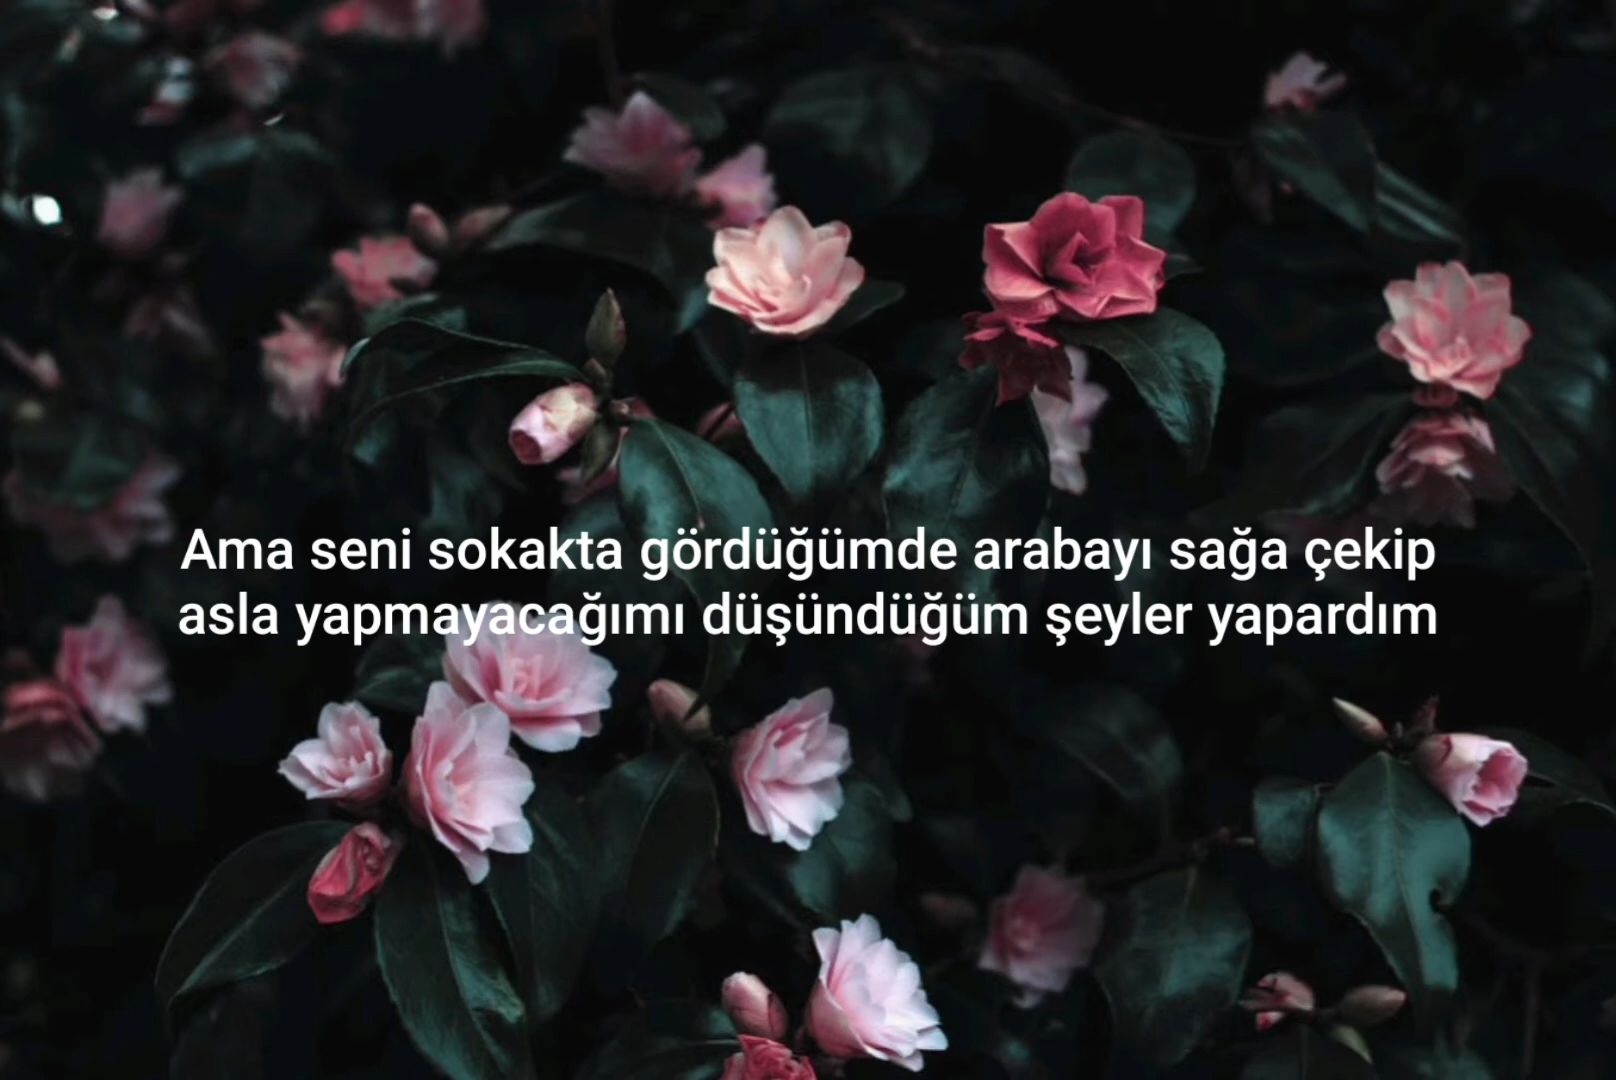 Ama seni sokakta gördüğümde arabayı sağa çekip
asla yapmayacağımı düşündüğüm şeyler yapardım